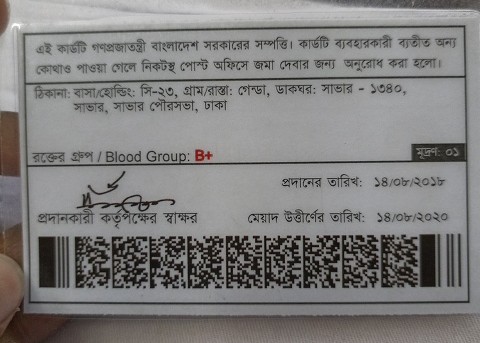 এই কার্ডটি গণপ্রজাতন্ত্রী বাংলাদেশ সরকারের সম্পত্তি। কার্ডটি ব্যবহারকারী ব্যতীত অন্য
কোথাও পাওয়া গেলে নিকটস্থ পোস্ট অফিসে জমা দেবার জন্য অনুরোধ করা হলো।
ঠিকানা: বাসা/হোল্ডিং: সি-২৩, গ্রাম/রাস্তা: গেন্ডা, ডাকঘর: সাভার - ১৩৪০,
সাভার, সাভার পৌরসভা, ঢাকা
রক্তের গ্রুপ / Blood Group: B+ মূদ্রণ: ০১
প্রদানের তারিখ: ১৪/০৮/২০১৮
প্রদানকারী কর্তৃপক্ষের স্বাক্ষর মেয়াদ উত্তীর্ণের তারিখ: ১৪/০৮/২০২০